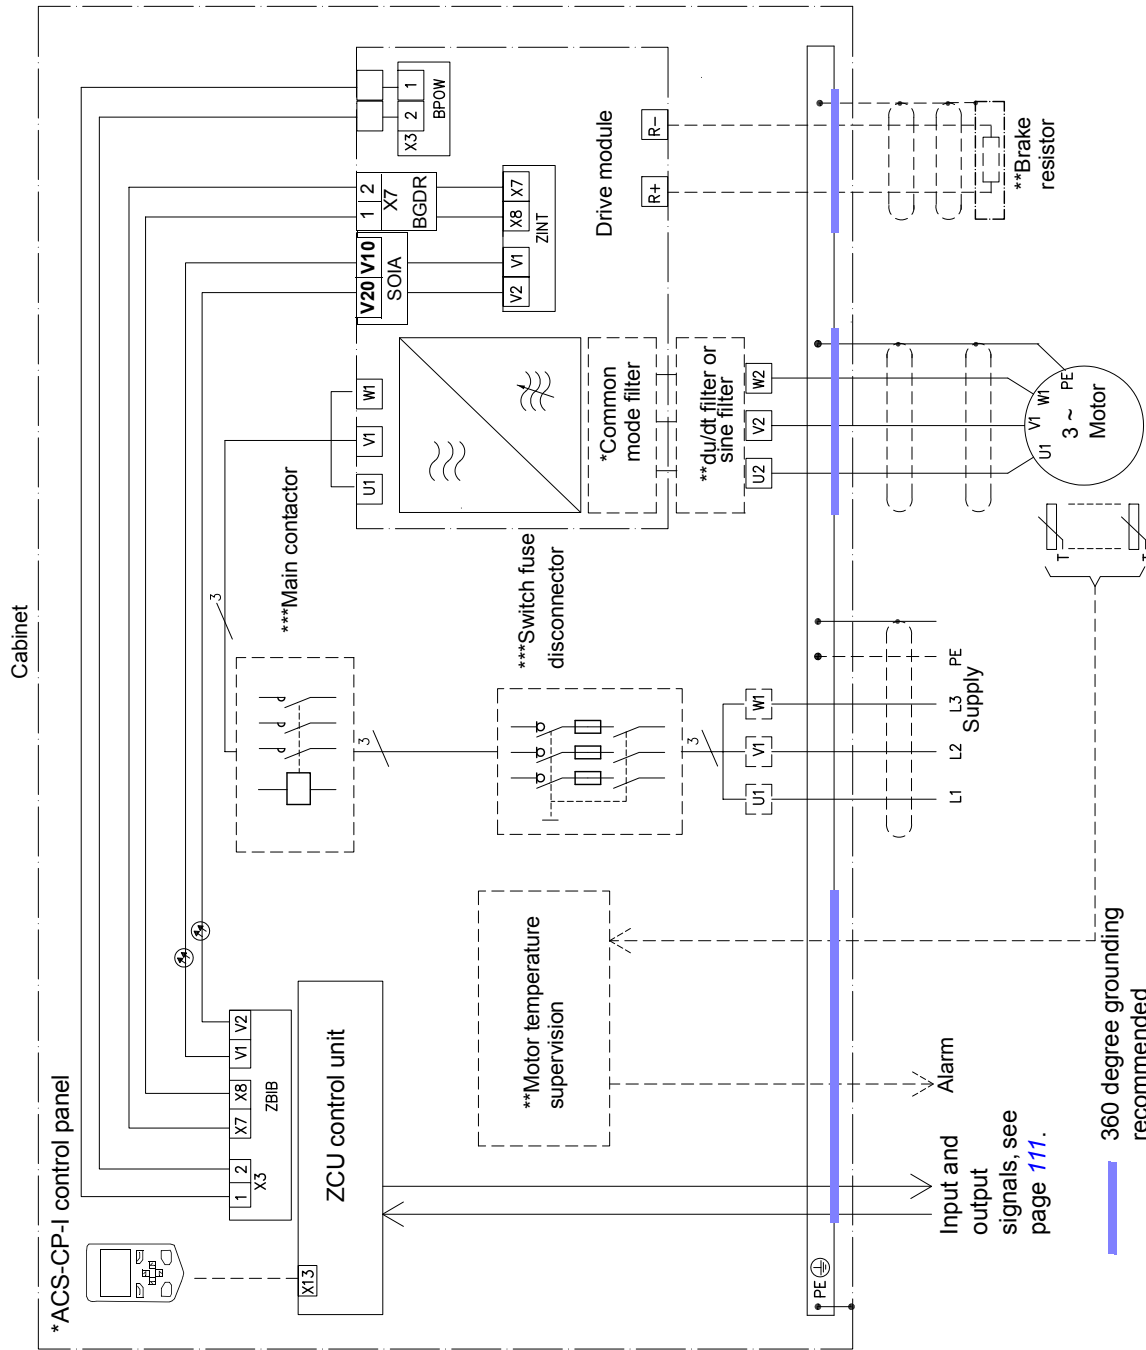 Cabinet
*ACS-CP-I control panel
X13
ZCU control unit
1
2
X3
X7
X8
V1
V2
ZBIB
***Main contactor
3
3
***Switch fuse
disconnector
3
U1
V1
W1
L1
L2
L3
PE
Supply
**Motor temperature
supervision
Alarm
Input and
output
signals, see
page 111.
PE
360 degree grounding
recommended
U1
V1
W1
V20
V10
SOIA
1
2
X7
BGDR
X3
2
1
BPOW
V2
V1
X8
X7
ZINT
Drive module
R+
R-
*Common
mode filter
**du/dt filter or
sine filter
U2
V2
W2
U1
V1
W1
PE
3 ~
Motor
T
T
**Brake
resistor